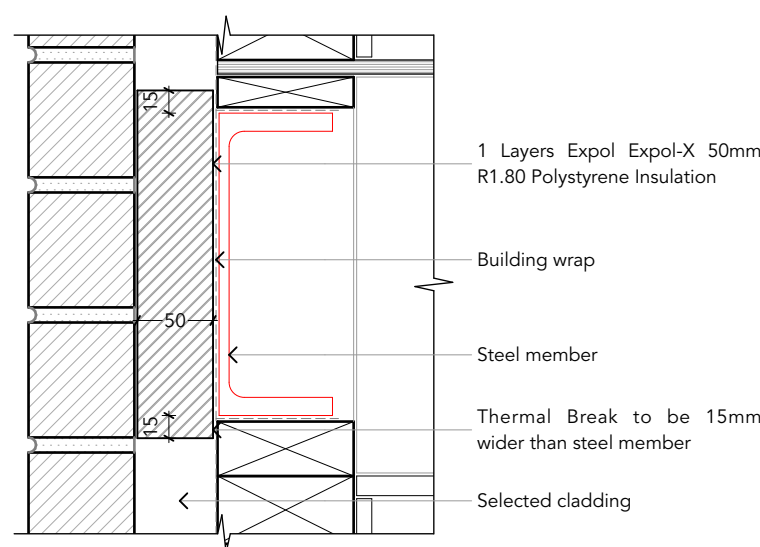 15
1 Layers Expol Expol-X 50mm
R1.80 Polystyrene Insulation
Building wrap
50
Steel member
15
Thermal Break to be 15mm
wider than steel member
Selected cladding